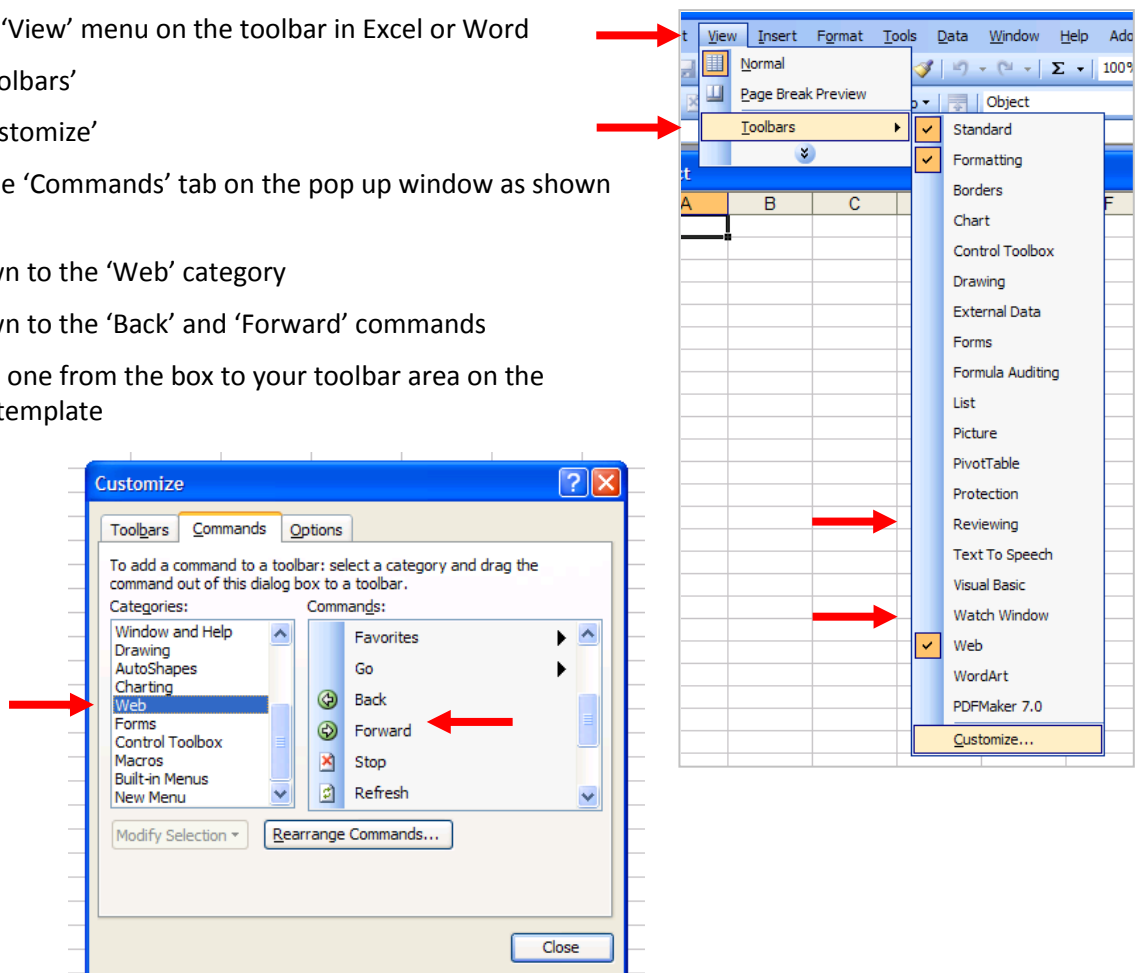 ‘View’ menu on the toolbar in Excel or Word
olbars’
stomize’
e ‘Commands’ tab on the pop up window as shown
vn to the ‘Web’ category
vn to the ‘Back’ and ‘Forward’ commands
one from the box to your toolbar area on the
template
t View Insert Format Tools Data Window Help Add
Normal
Σ 100%
Page Break Preview
Object
Toolbars
Standard
Formatting
Borders
Chart
Control Toolbox
Drawing
External Data
Forms
Formula Auditing
List
Picture
PivotTable
Protection
Reviewing
Text To Speech
Visual Basic
Watch Window
Web
WordArt
PDFMaker 7.0
Customize...
A B C F
Customize
Toolbars Commands Options
To add a command to a toolbar: select a category and drag the
command out of this dialog box to a toolbar.
Categories: Commands:
Window and Help
Drawing
AutoShapes
Charting
Web
Forms
Control Toolbox
Macros
Built-in Menus
New Menu
Favorites
Go
Back
Forward
Stop
Refresh
Modify Selection Rearrange Commands...
Close